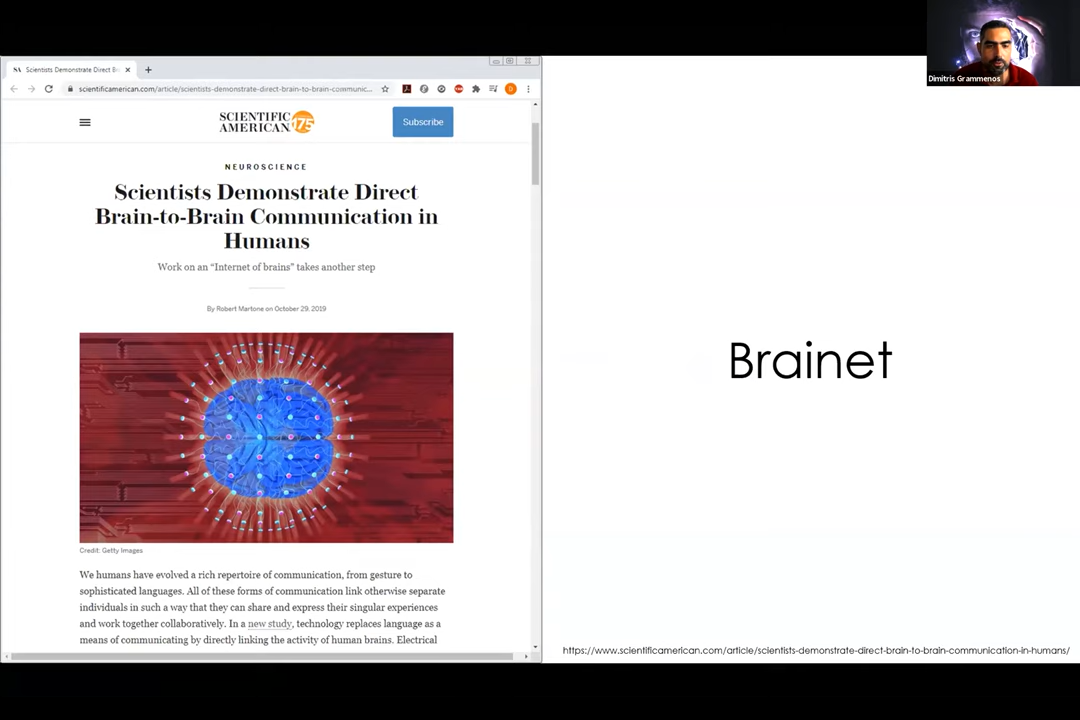 Dimitris Grammenos
SA Scientists Demonstrate Direct Br
scientificamerican.com/article/scientists-demonstrate-direct-brain-to-brain-communic...
SCIENTIFIC
AMERICAN 175
Subscribe
NEUROSCIENCE
Scientists Demonstrate Direct
Brain-to-Brain Communication in
Humans
Work on an “Internet of brains” takes another step
By Robert Martone on October 29, 2019
Credit: Getty Images
We humans have evolved a rich repertoire of communication, from gesture to
sophisticated languages. All of these forms of communication link otherwise separate
individuals in such a way that they can share and express their singular experiences
and work together collaboratively. In a new study, technology replaces language as a
means of communicating by directly linking the activity of human brains. Electrical
Brainet
https://www.scientificamerican.com/article/scientists-demonstrate-direct-brain-to-brain-communication-in-humans/